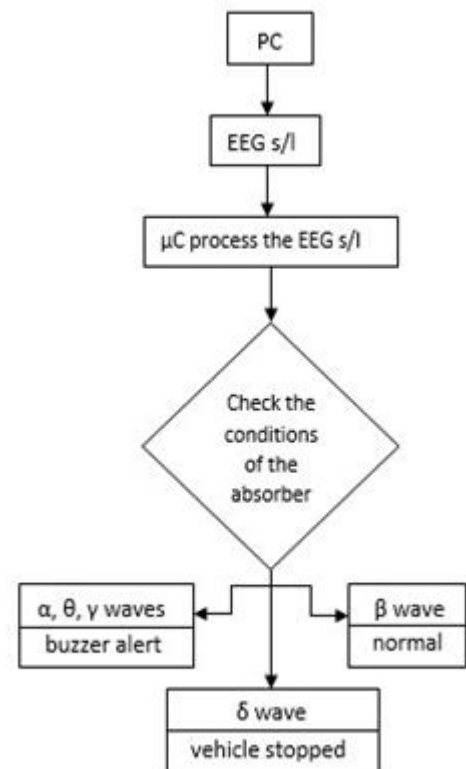 PC
EEG s/l
μC process the EEG s/l
Check the
conditions
of the
absorber
α, θ, γ waves
buzzer alert
β wave
normal
δ wave
vehicle stopped